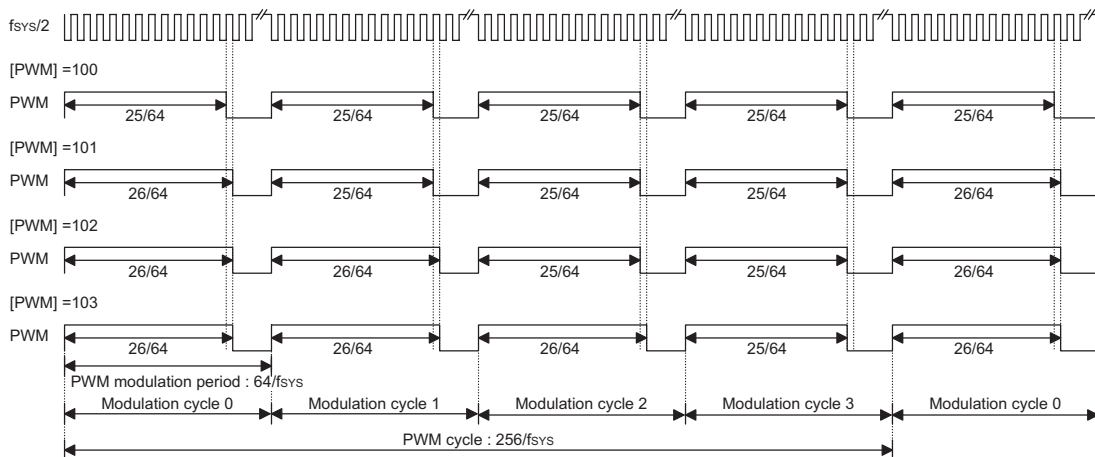 fSYS/2
[PWM] =100
PWM
25/64 25/64 25/64 25/64 25/64
[PWM] =101
PWM
26/64 25/64 25/64 25/64 26/64
[PWM] =102
PWM
26/64 26/64 25/64 25/64 26/64
[PWM] =103
PWM
26/64 26/64 26/64 25/64 26/64
PWM modulation period : 64/fSYS
Modulation cycle 0 Modulation cycle 1 Modulation cycle 2 Modulation cycle 3 Modulation cycle 0
PWM cycle : 256/fSYS